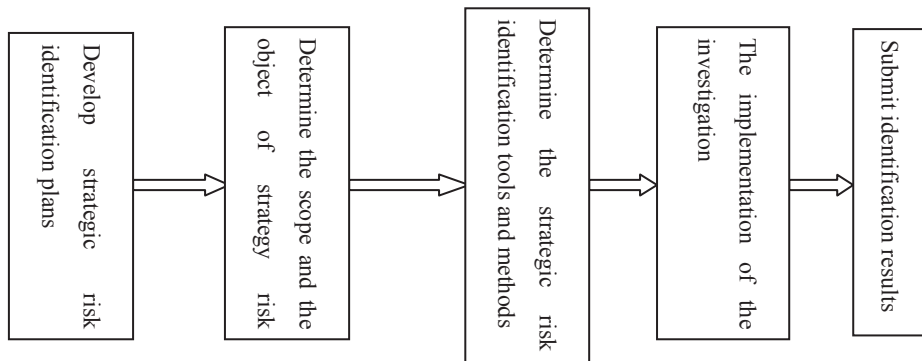 Develop strategic risk
identification plans
Determine the scope and the
object of strategy risk
Determine the strategic risk
identification tools and methods
The implementation of the
investigation
Submit identification results